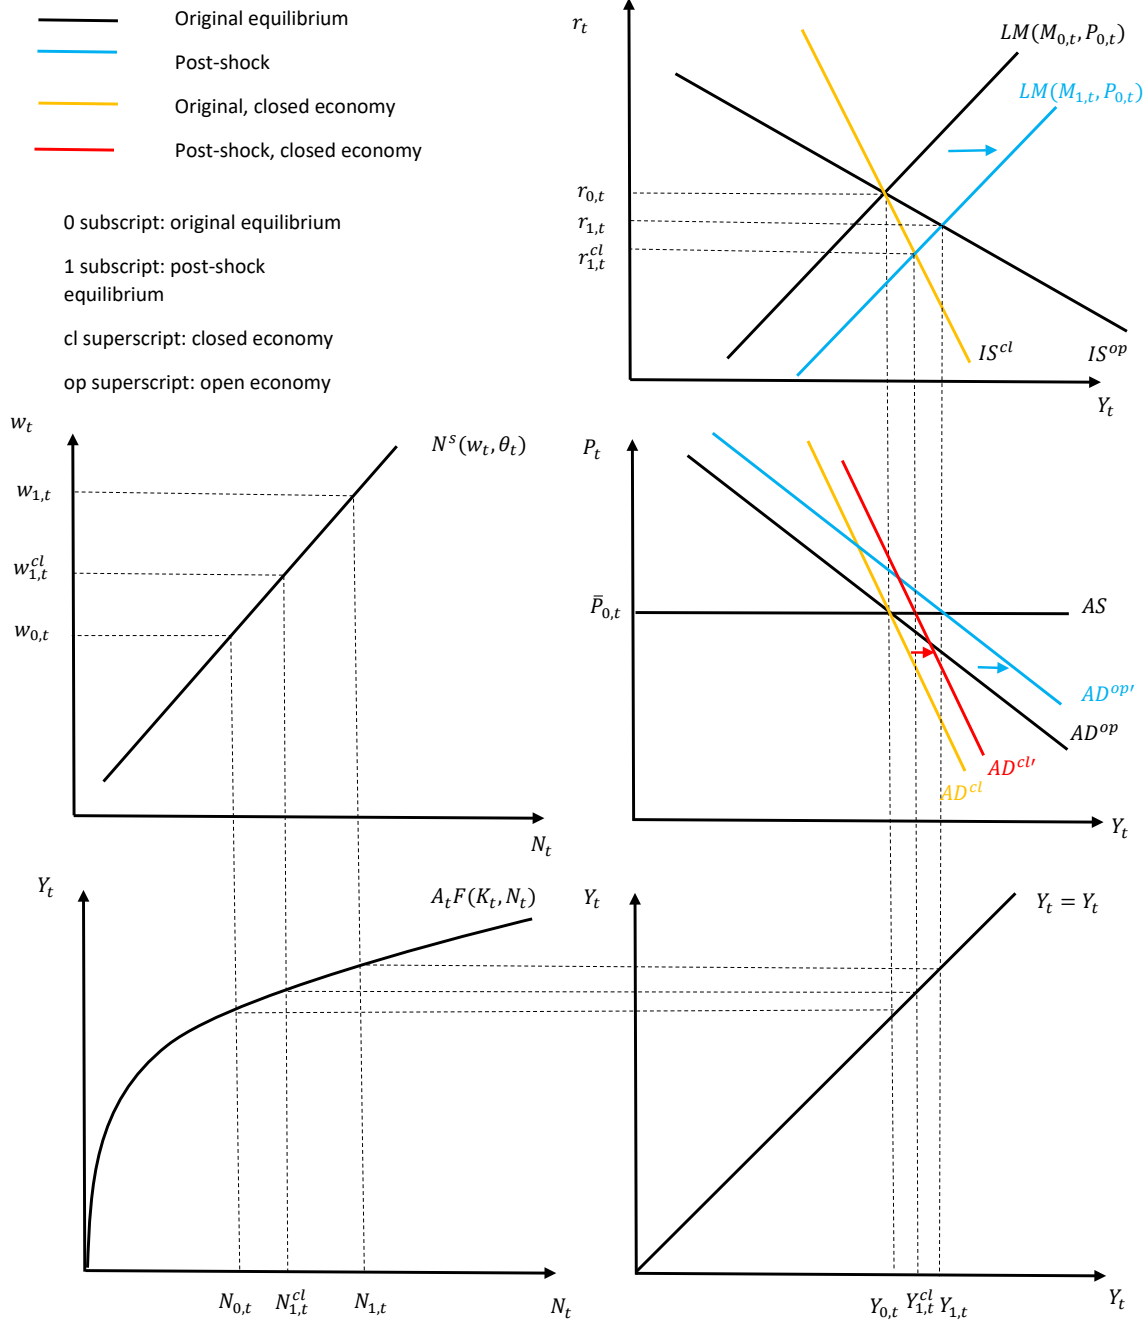 Original equilibrium
Post-shock
Original, closed economy
Post-shock, closed economy
0 subscript: original equilibrium
1 subscript: post-shock
equilibrium
cl superscript: closed economy
op superscript: open economy
r_t
LM(M_{0,t}, P_{0,t})
LM(M_{1,t}, P_{0,t})
r_{0,t}
r_{1,t}
r_{1,t}^{cl}
IS^{cl}
IS^{op}
Y_t
w_t
N^s(w_t, θ_t)
w_{1,t}
w_{1,t}^{cl}
w_{0,t}
N_t
P_t
P̄_{0,t}
AS
AD^{op′}
AD^{op}
AD^{cl′}
AD^{cl}
Y_t
Y_t
A_tF(K_t, N_t)
N_{0,t}
N_{1,t}^{cl}
N_{1,t}
N_t
Y_t
Y_t = Y_t
Y_{0,t}
Y_{1,t}^{cl}
Y_{1,t}
Y_t